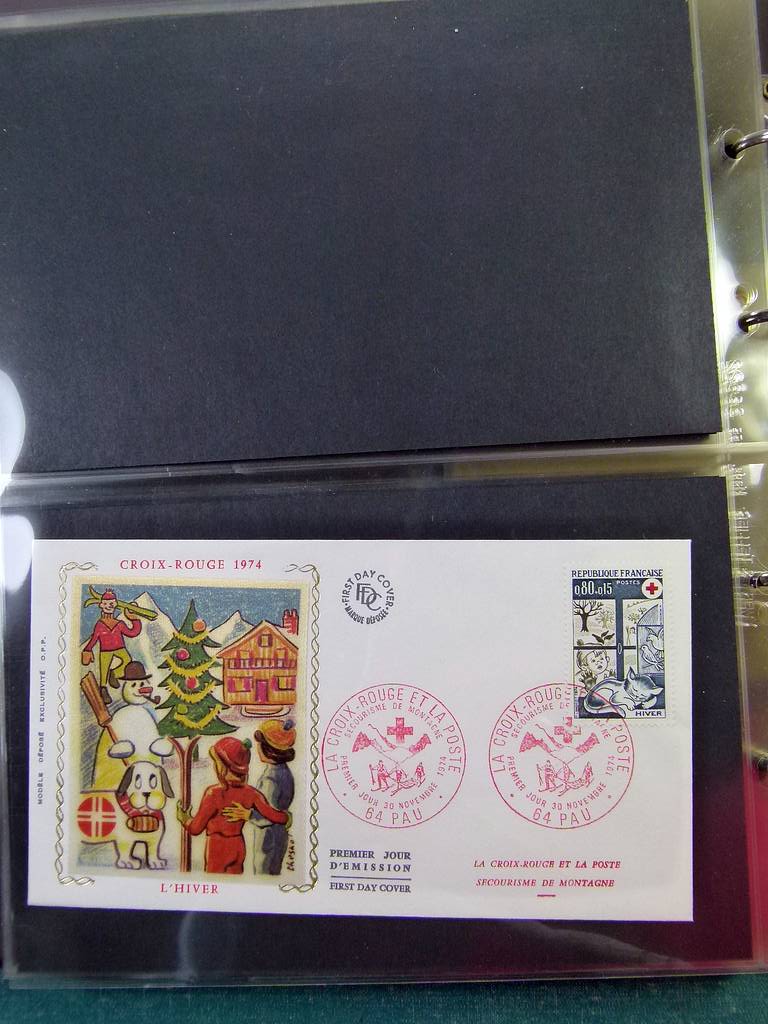 CROIX-ROUGE 1974
L'HIVER
MODÈLE DÉPOSÉ EXCLUSIVITÉ O.P.P.
FIRST DAY COVER
FDC
MARQUE DÉPOSÉE
REPUBLIQUE FRANÇAISE
0,80+0,15 POSTES
HIVER
LA CROIX-ROUGE ET LA POSTE
SECOURISME DE MONTAGNE
PREMIER JOUR 30 NOVEMBRE 1974
64 PAU
LA CROIX-ROUGE ET LA POSTE
SECOURISME DE MONTAGNE
PREMIER JOUR 30 NOVEMBRE 1974
64 PAU
PREMIER JOUR
D'EMISSION
FIRST DAY COVER
LA CROIX-ROUGE ET LA POSTE
SECOURISME DE MONTAGNE